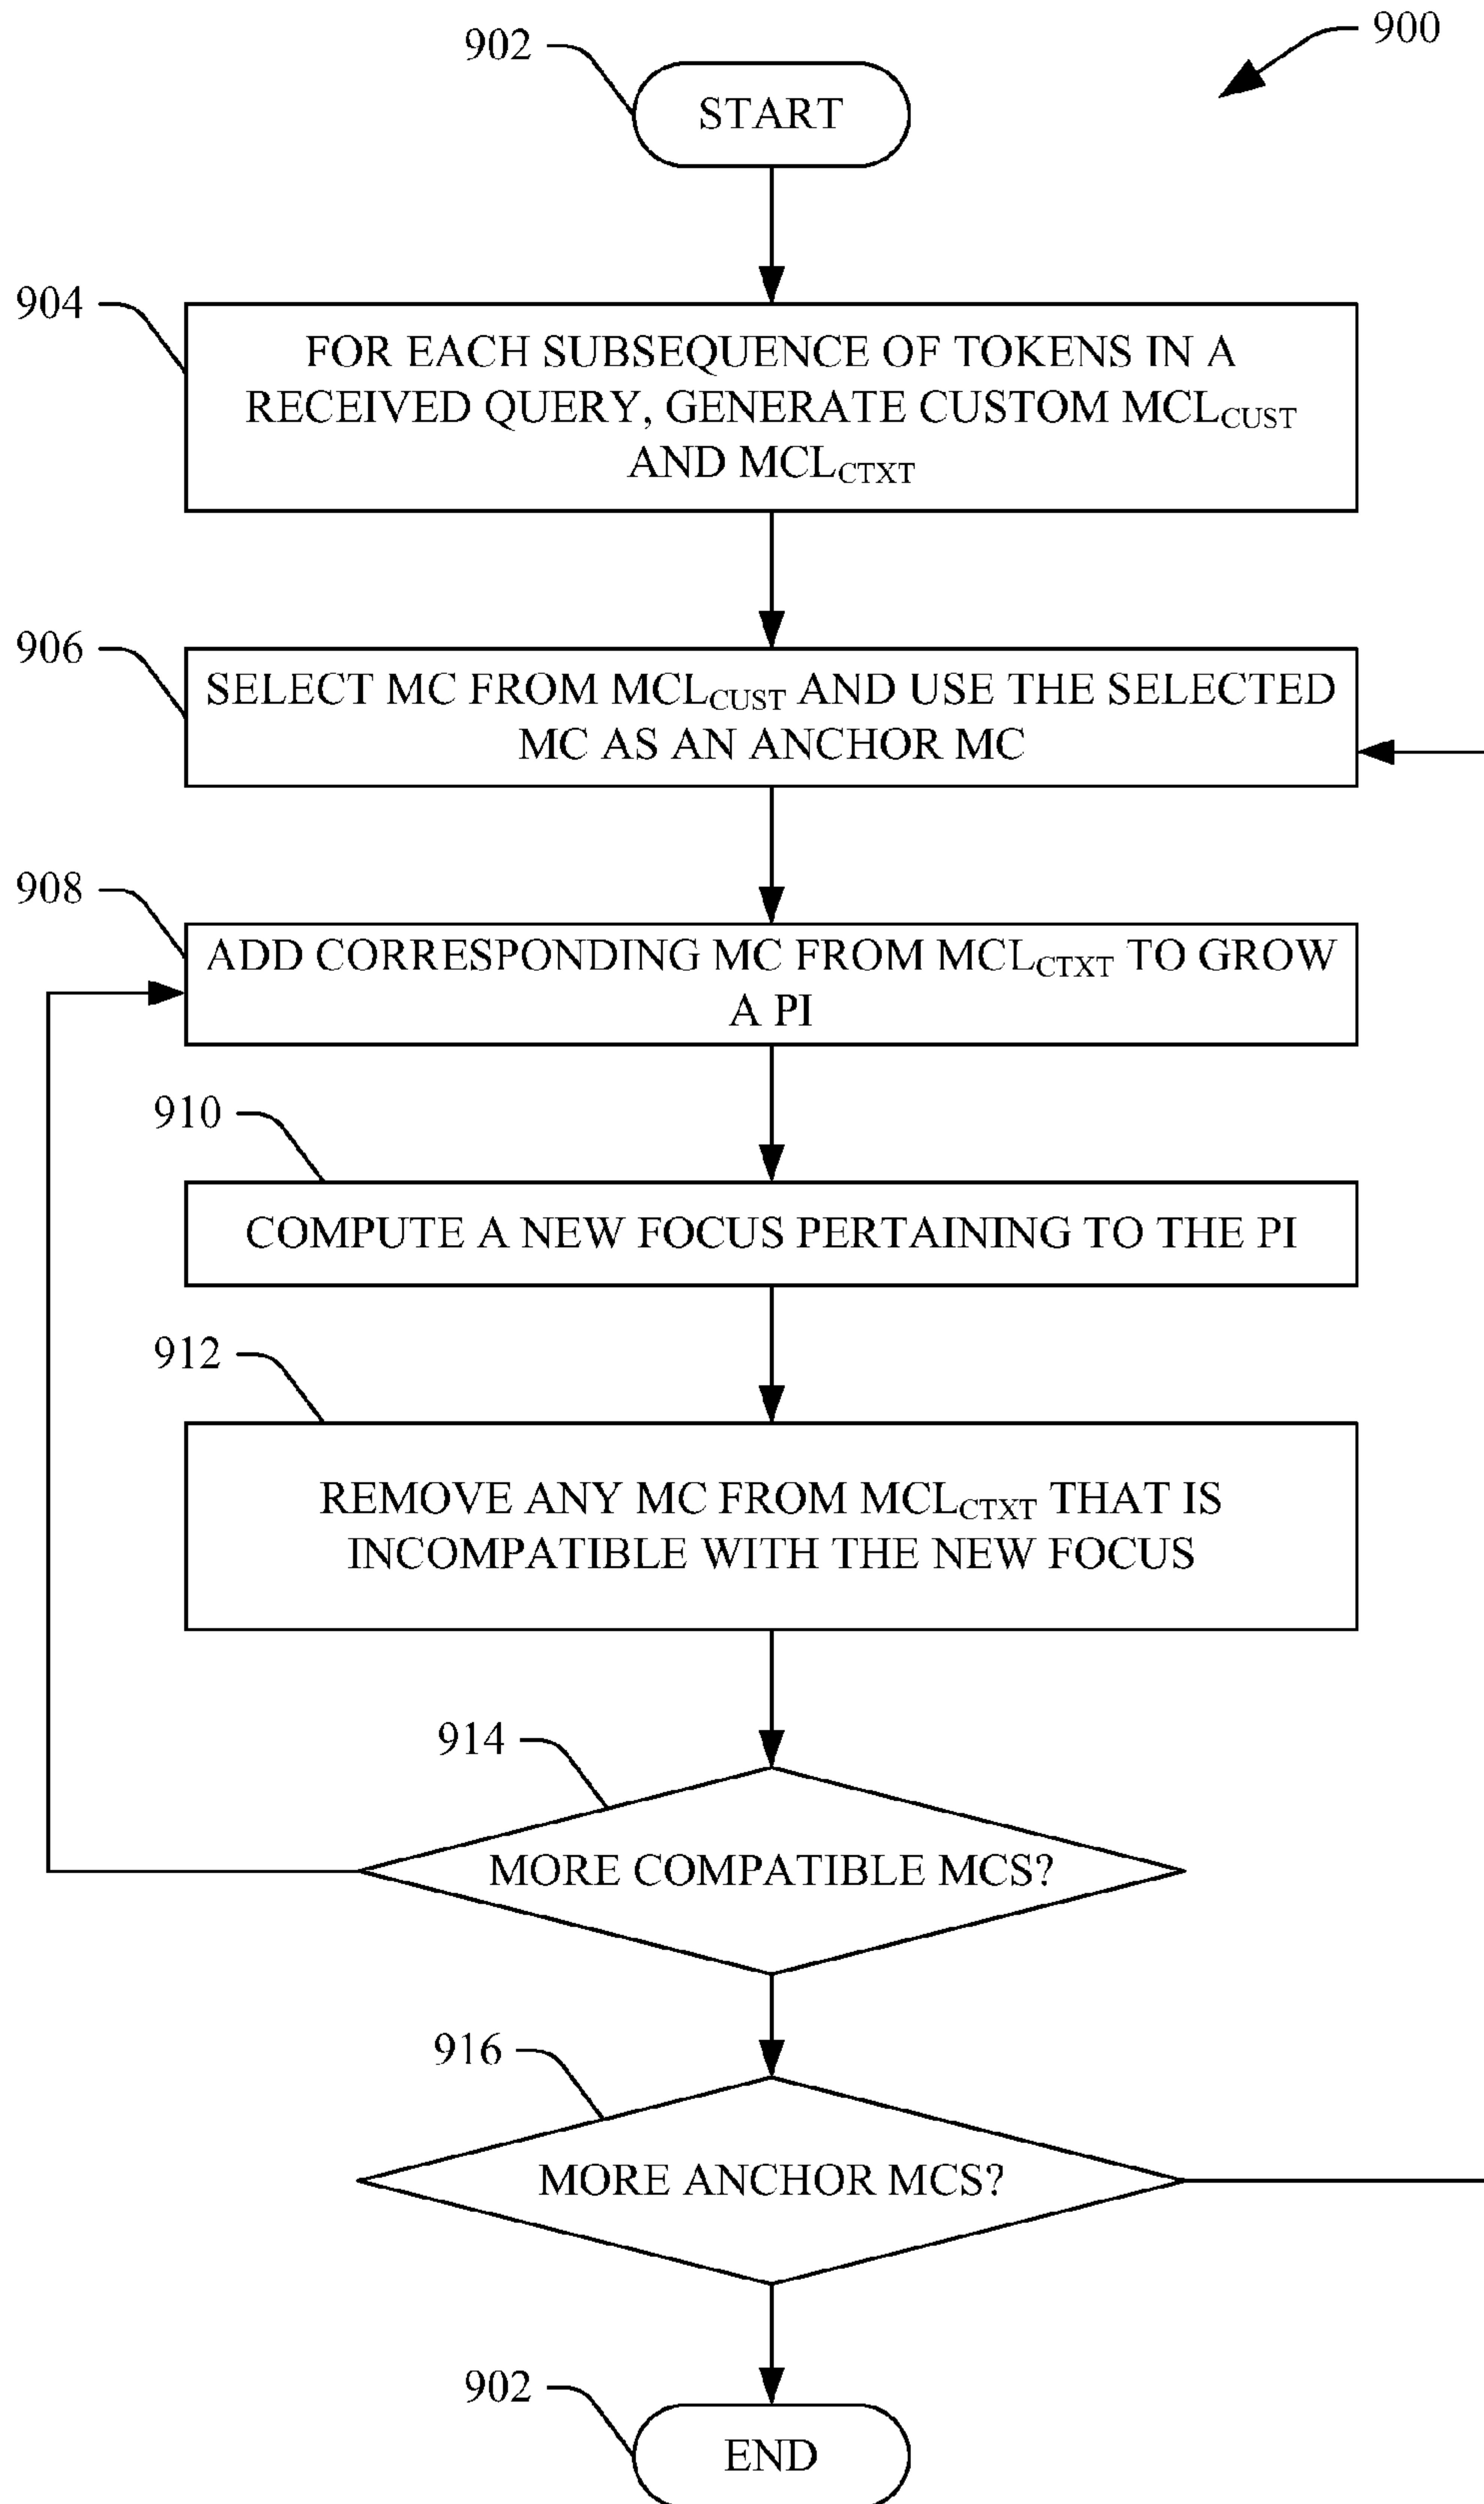 902
900
START
904
FOR EACH SUBSEQUENCE OF TOKENS IN A
RECEIVED QUERY, GENERATE CUSTOM MCLCUST
AND MCLCTXT
906
SELECT MC FROM MCLCUST AND USE THE SELECTED
MC AS AN ANCHOR MC
908
ADD CORRESPONDING MC FROM MCLCTXT TO GROW
A PI
910
COMPUTE A NEW FOCUS PERTAINING TO THE PI
912
REMOVE ANY MC FROM MCLCTXT THAT IS
INCOMPATIBLE WITH THE NEW FOCUS
914
MORE COMPATIBLE MCS?
916
MORE ANCHOR MCS?
902
END